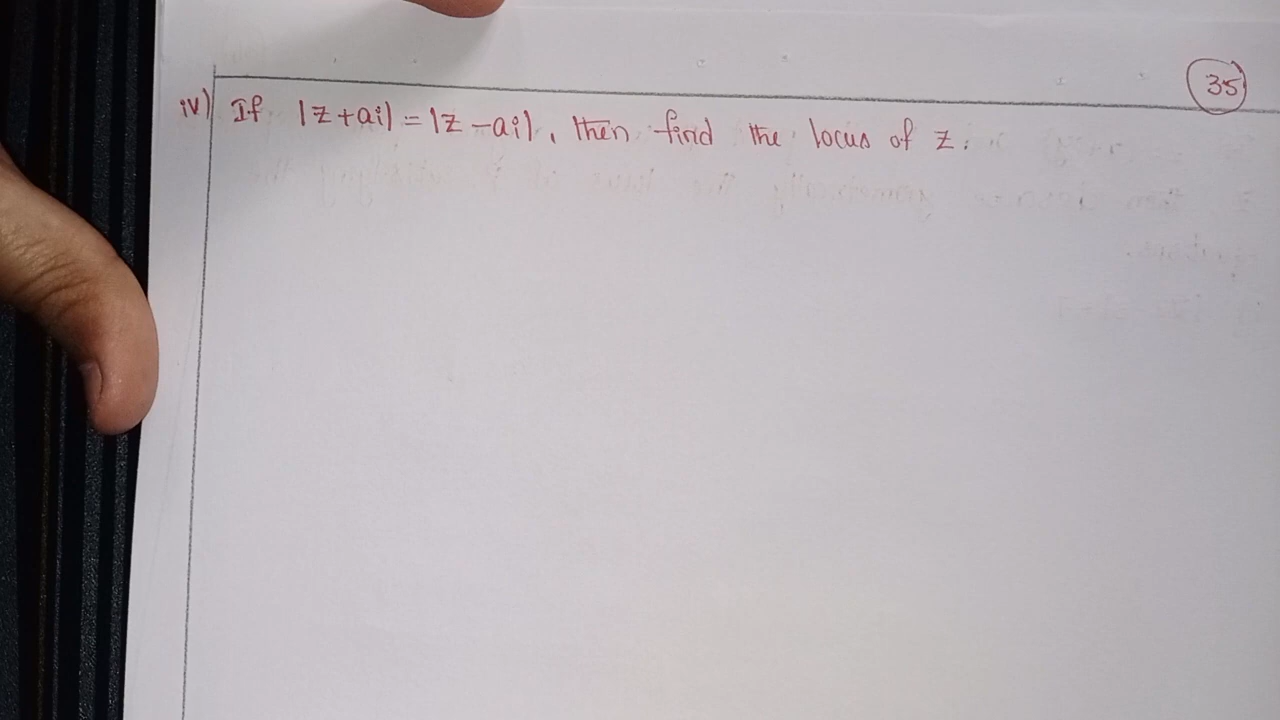 35
iv) If |z+ai| = |z-ai|, then find the locus of z.